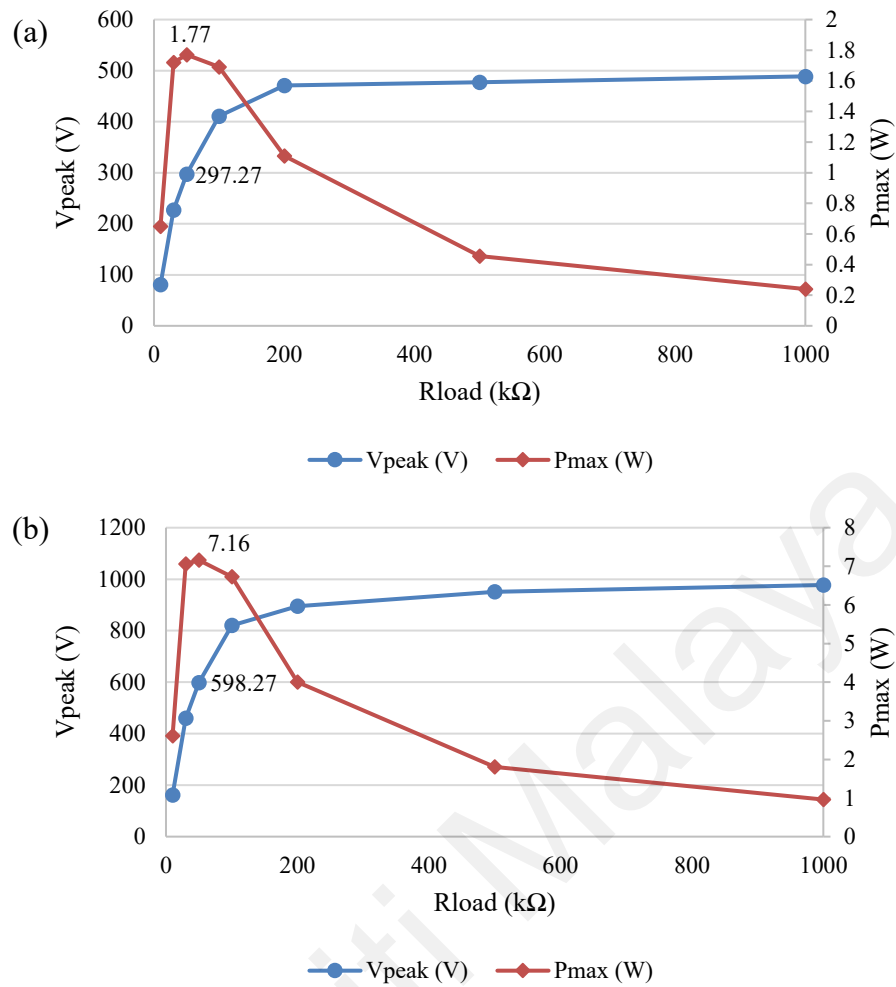 (a)
1.77
297.27
600
500
400
300
200
100
0
Vpeak (V)
2
1.8
1.6
1.4
1.2
1
0.8
0.6
0.4
0.2
0
Pmax (W)
0 200 400 600 800 1000
Rload (kΩ)
Vpeak (V) Pmax (W)
(b)
7.16
598.27
1200
1000
800
600
400
200
0
Vpeak (V)
8
7
6
5
4
3
2
1
0
Pmax (W)
0 200 400 600 800 1000
Rload (kΩ)
Vpeak (V) Pmax (W)
iti Malaya